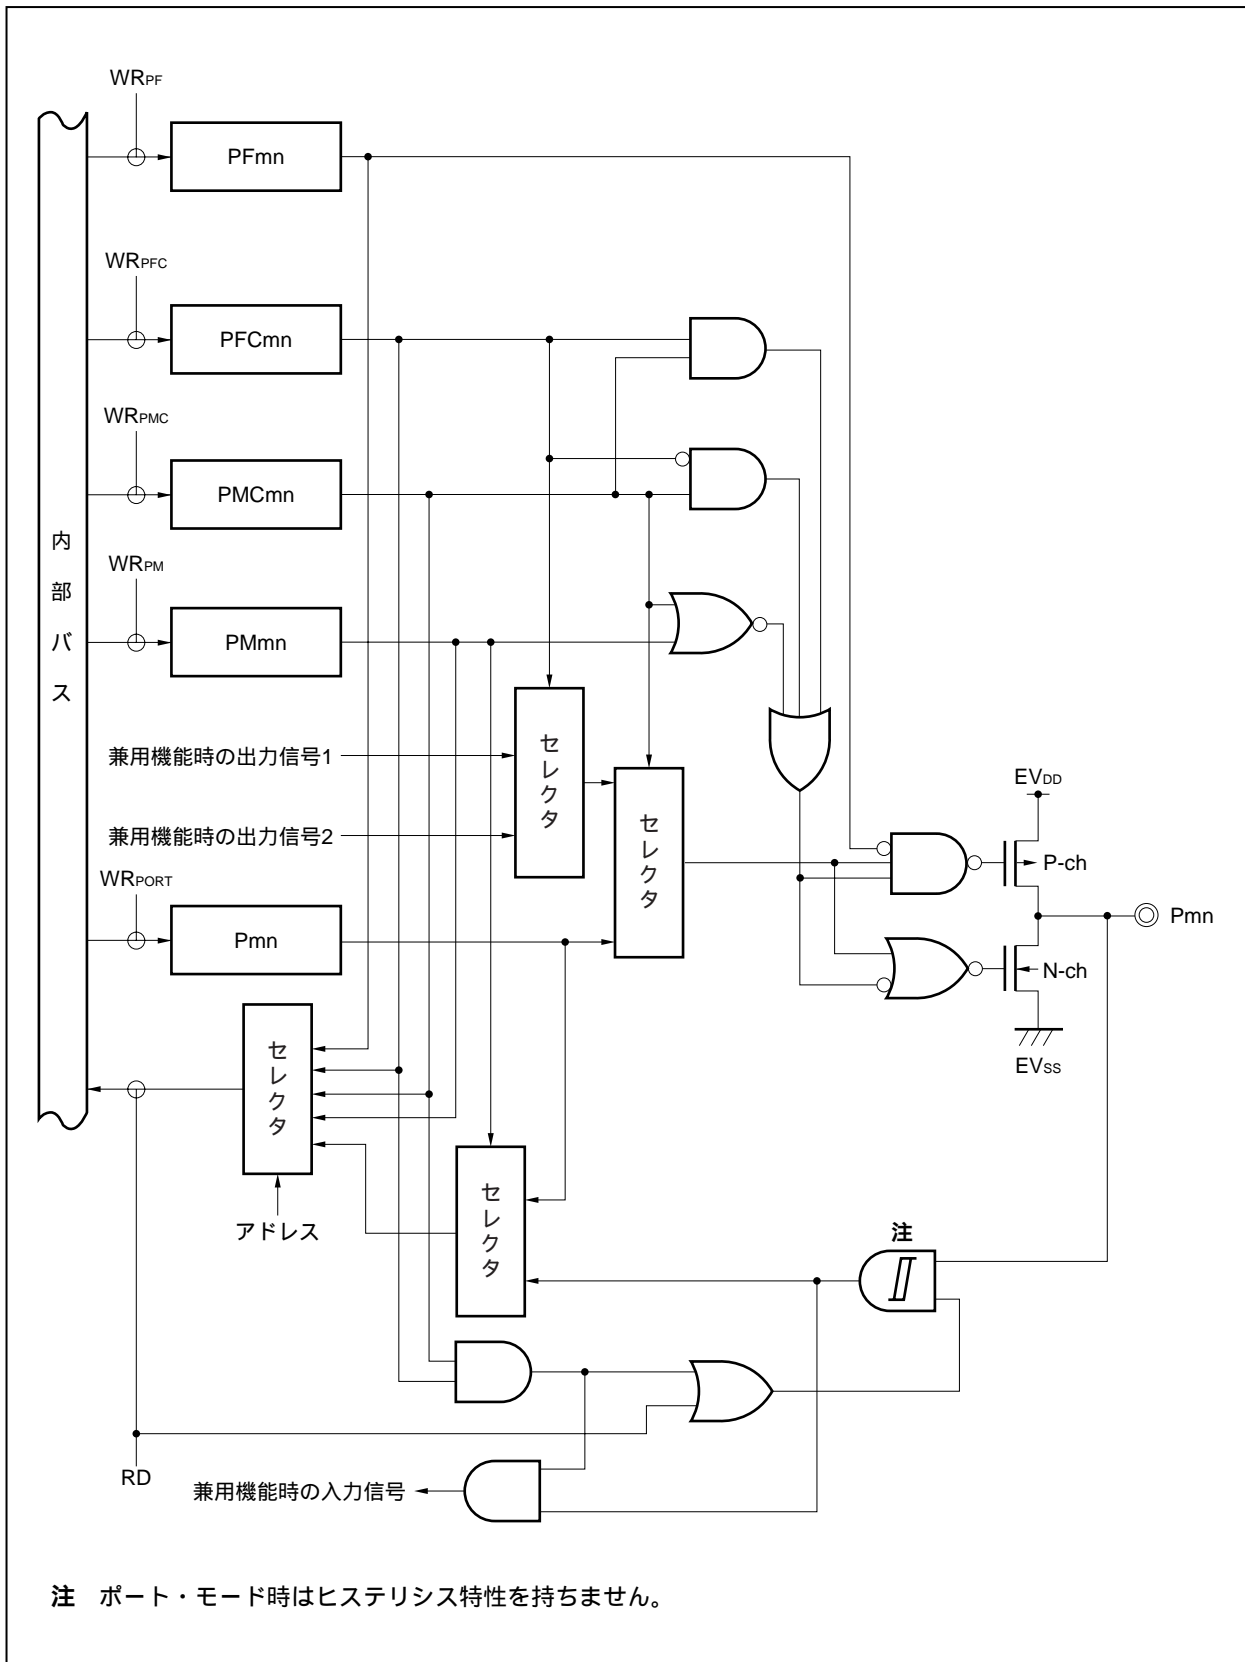 WRPF
PFmn
WRPFC
PFCmn
WRPMC
PMCmn
内部バス
WRPM
PMmn
セレクタ
兼用機能時の出力信号1
セレクタ
EVDD
兼用機能時の出力信号2
P-ch
WRPORT
Pmn
Pmn
N-ch
セレクタ
EVSS
セレクタ
アドレス
注
RD
兼用機能時の入力信号
注 ポート・モード時はヒステリシス特性を持ちません。